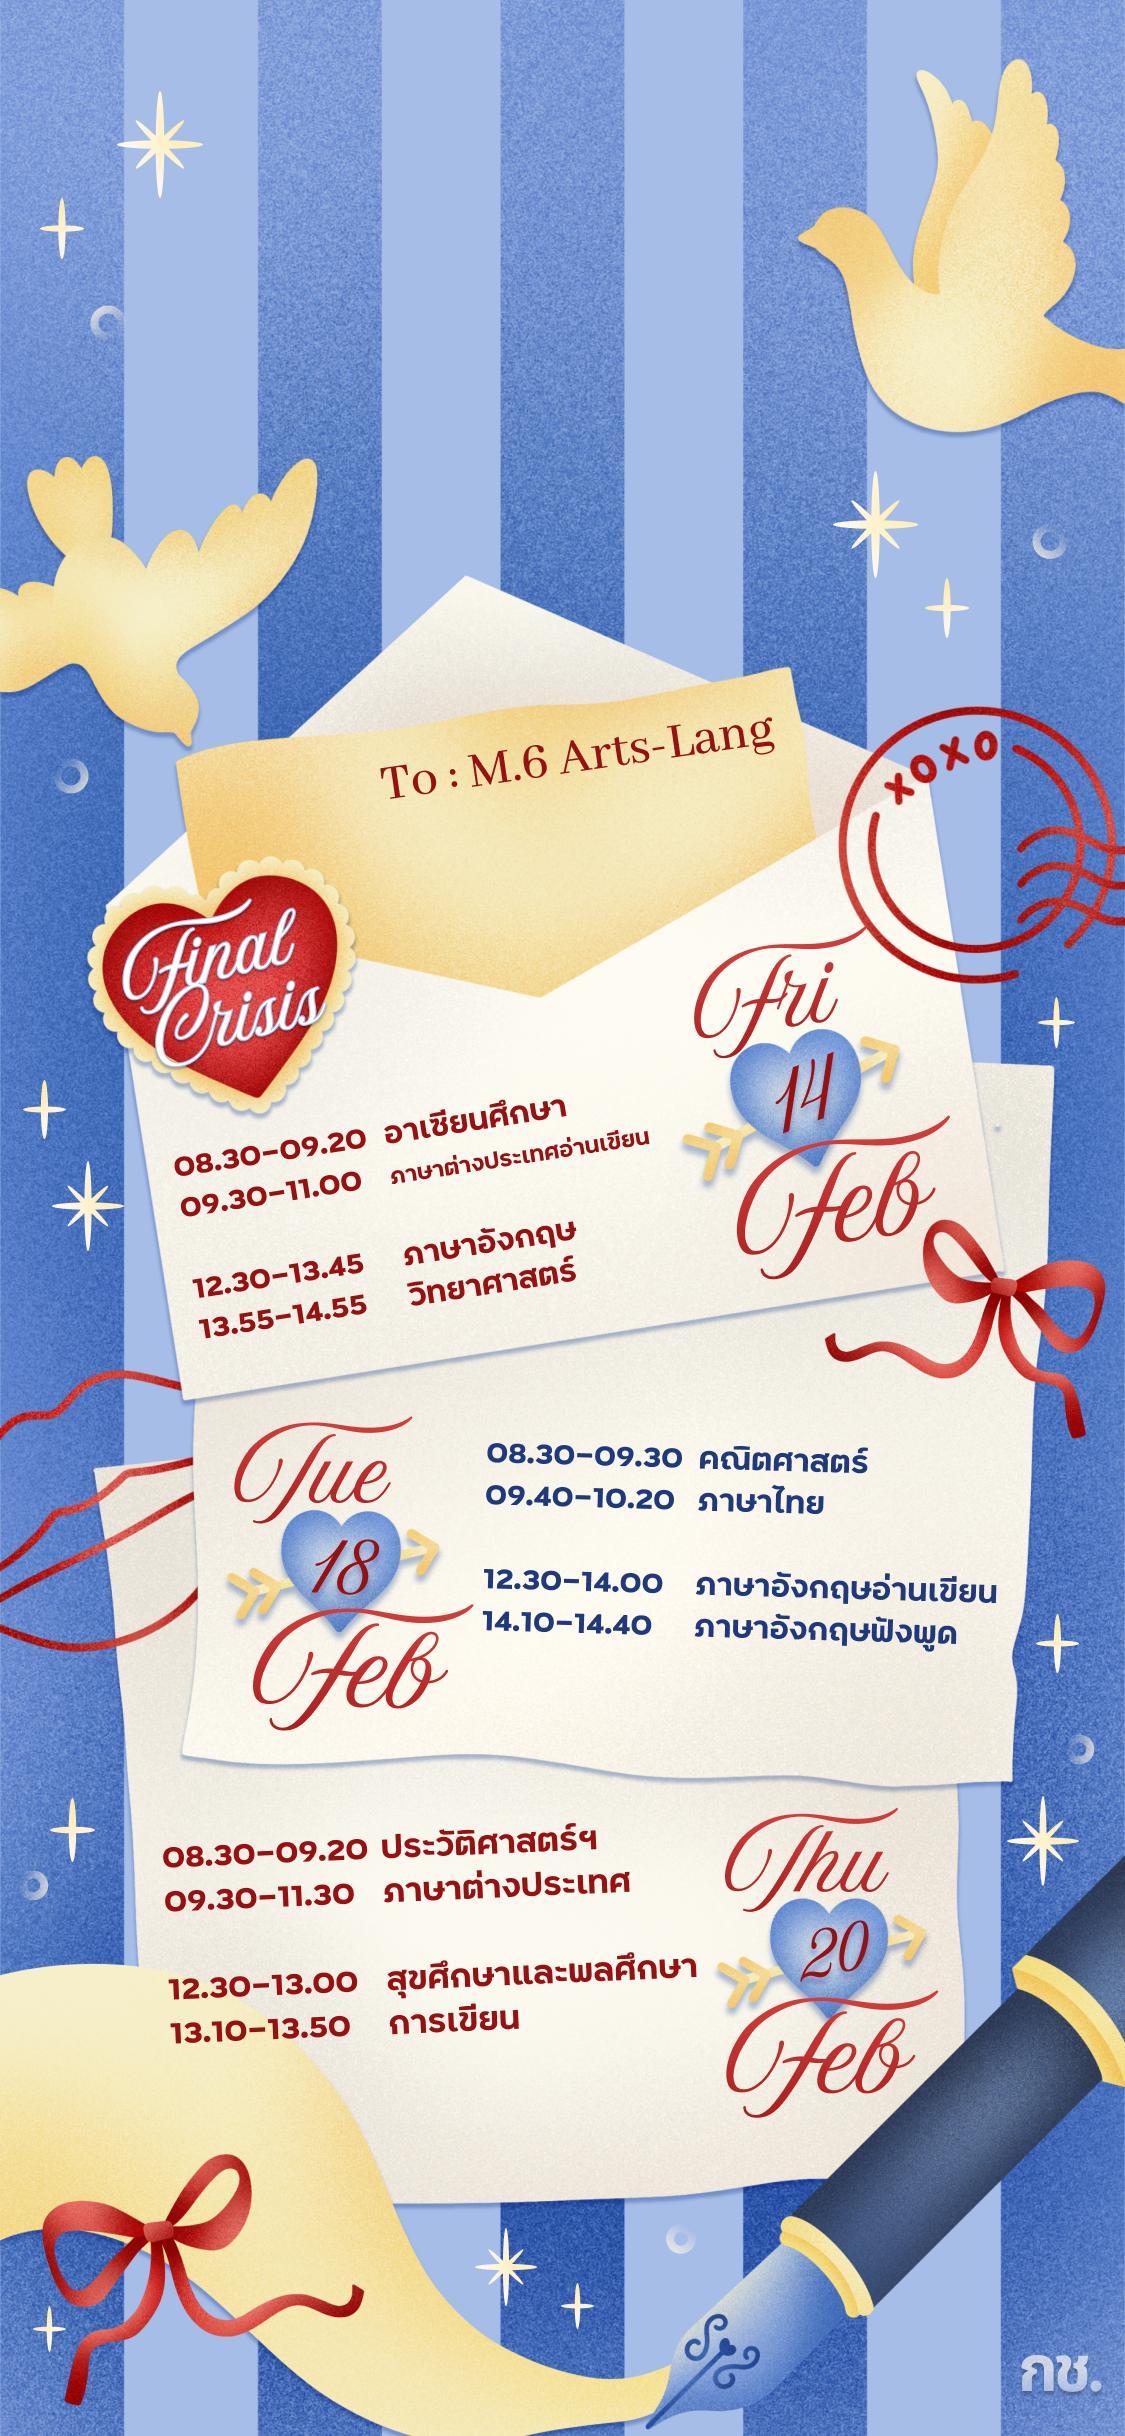 To : M.6 Arts-Lang
xoxo
Final
Crisis
Fri
14
Feb
08.30-09.20 อาเซียนศึกษา
09.30-11.00 ภาษาต่างประเทศอ่านเขียน
12.30-13.45 ภาษาอังกฤษ
13.55-14.55 วิทยาศาสตร์
Tue
18
Feb
08.30-09.30 คณิตศาสตร์
09.40-10.20 ภาษาไทย
12.30-14.00 ภาษาอังกฤษอ่านเขียน
14.10-14.40 ภาษาอังกฤษฟังพูด
08.30-09.20 ประวัติศาสตร์ฯ
09.30-11.30 ภาษาต่างประเทศ
12.30-13.00 สุขศึกษาและพลศึกษา
13.10-13.50 การเขียน
Thu
20
Feb
กช.